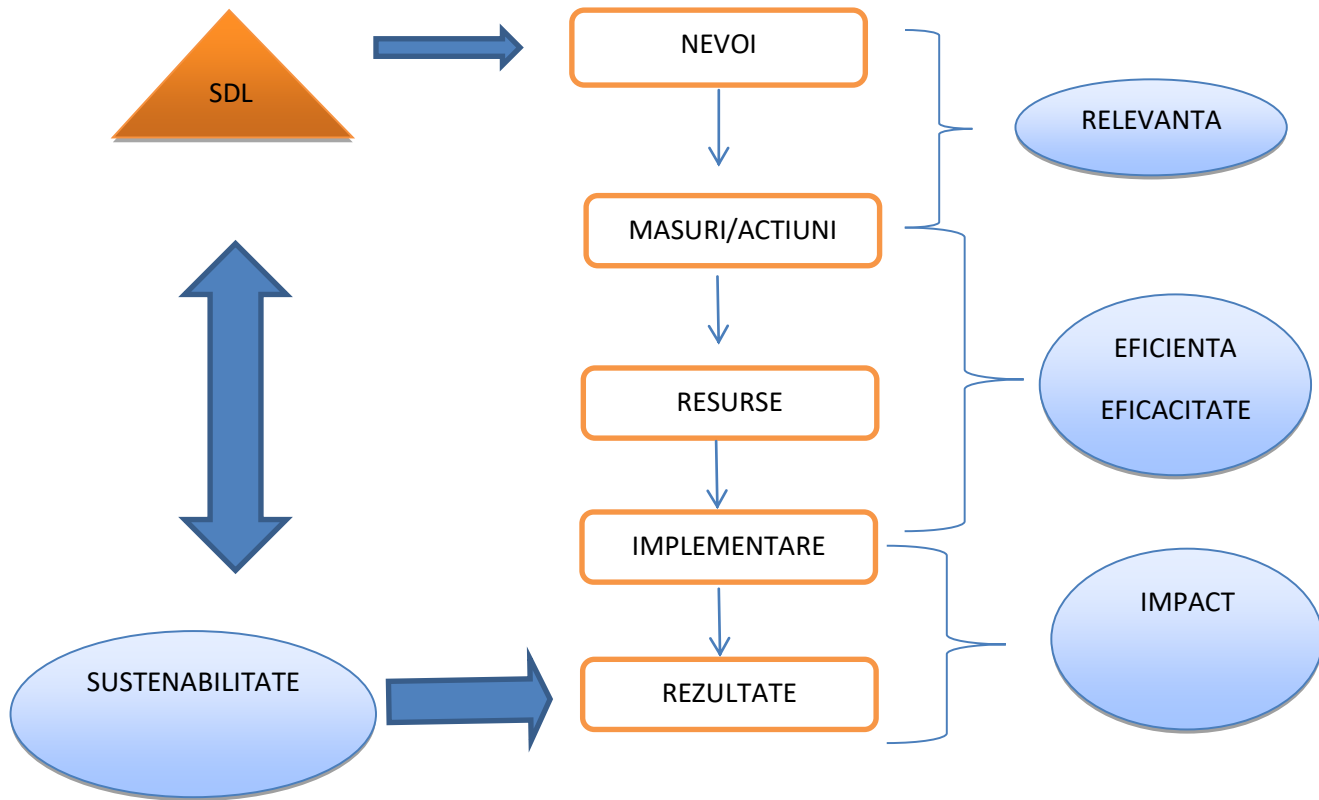 SDL
NEVOI
RELEVANTA
MASURI/ACTIUNI
EFICIENTA
EFICACITATE
RESURSE
IMPLEMENTARE
IMPACT
SUSTENABILITATE
REZULTATE